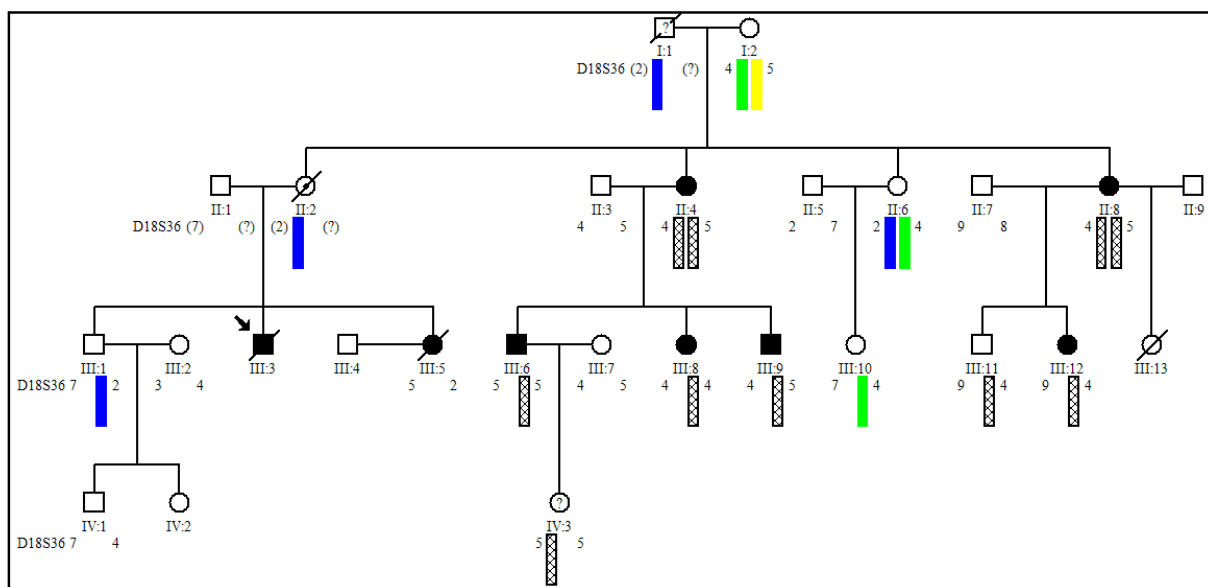 ?
I:1 I:2
D18S36 (2) (?) 4 5
II:1 II:2 II:3 II:4 II:5 II:6 II:7 II:8 II:9
D18S36 (7) (?) (2) (?) 4 5 4 5 2 7 2 4 9 8 4 5
III:1 III:2 III:3 III:4 III:5 III:6 III:7 III:8 III:9 III:10 III:11 III:12 III:13
D18S36 7 2 3 4 5 2 5 5 4 5 4 4 4 5 7 4 9 4 9 4
?
IV:1 IV:2 IV:3
D18S36 7 4 5 5